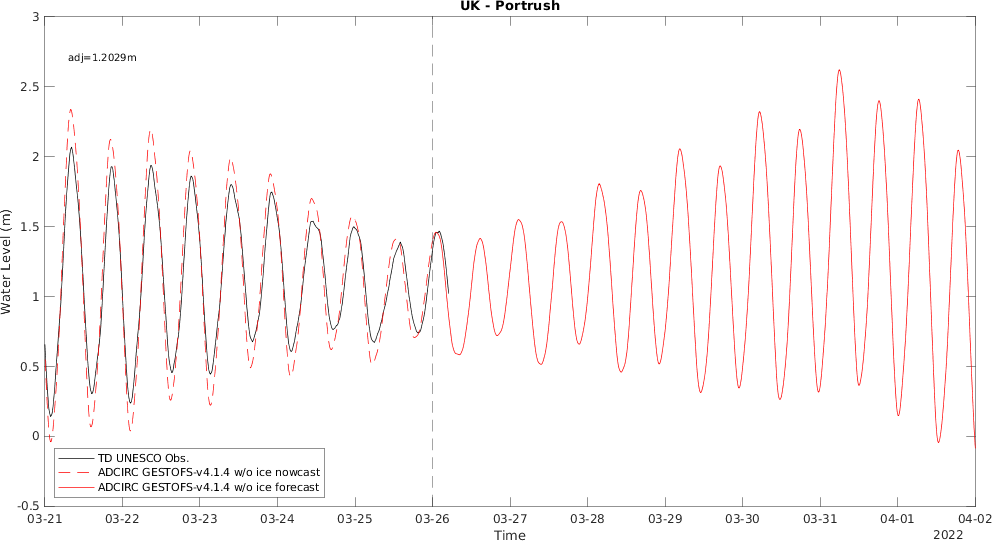 UK - Portrush
adj=1.2029m
Water Level (m)
3
2.5
2
1.5
1
0.5
0
-0.5
TD UNESCO Obs.
ADCIRC GESTOFS-v4.1.4 w/o ice nowcast
ADCIRC GESTOFS-v4.1.4 w/o ice forecast
03-21 03-22 03-23 03-24 03-25 03-26 03-27 03-28 03-29 03-30 03-31 04-01 04-02
Time
2022